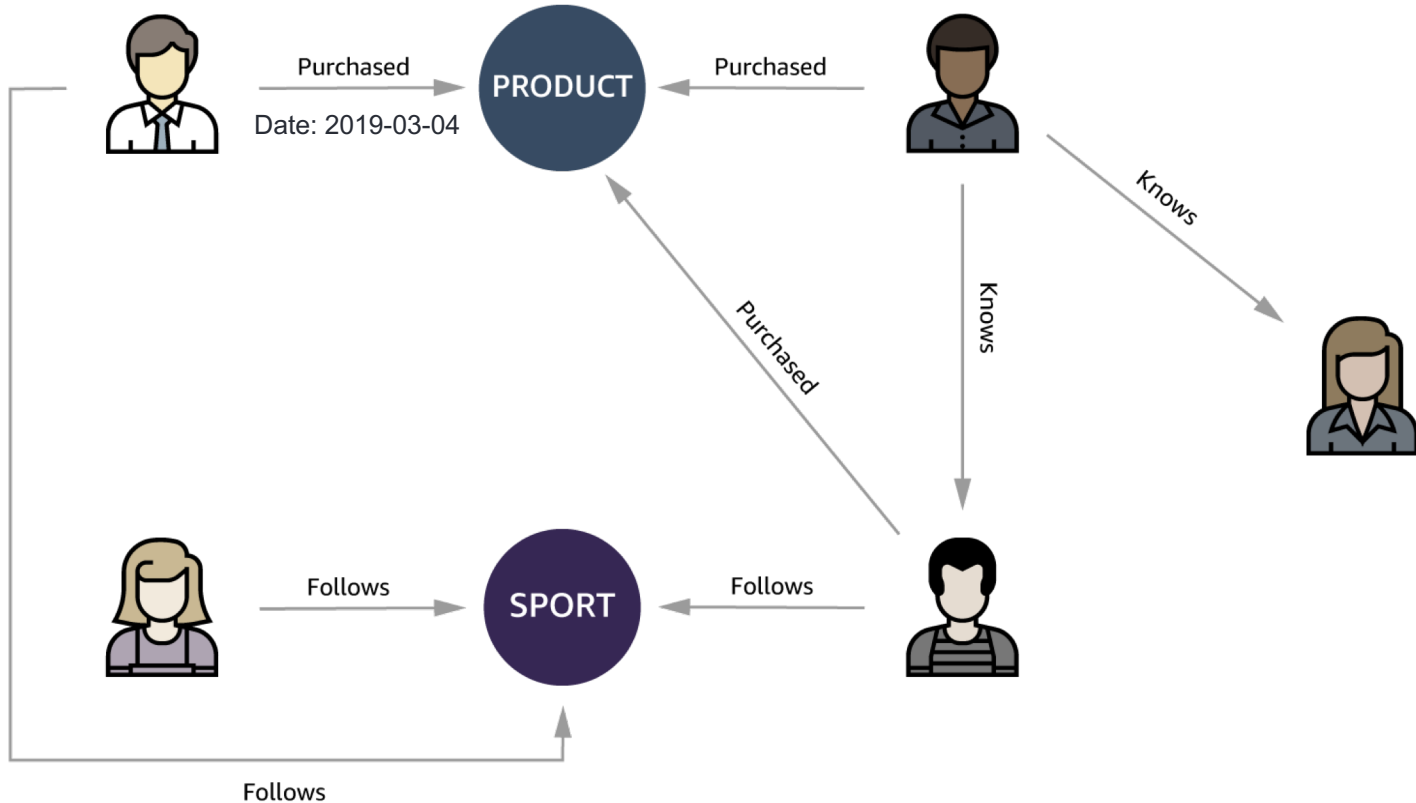 Purchased
PRODUCT
Purchased
Date: 2019-03-04
Knows
Knows
Purchased
Follows
SPORT
Follows
Follows